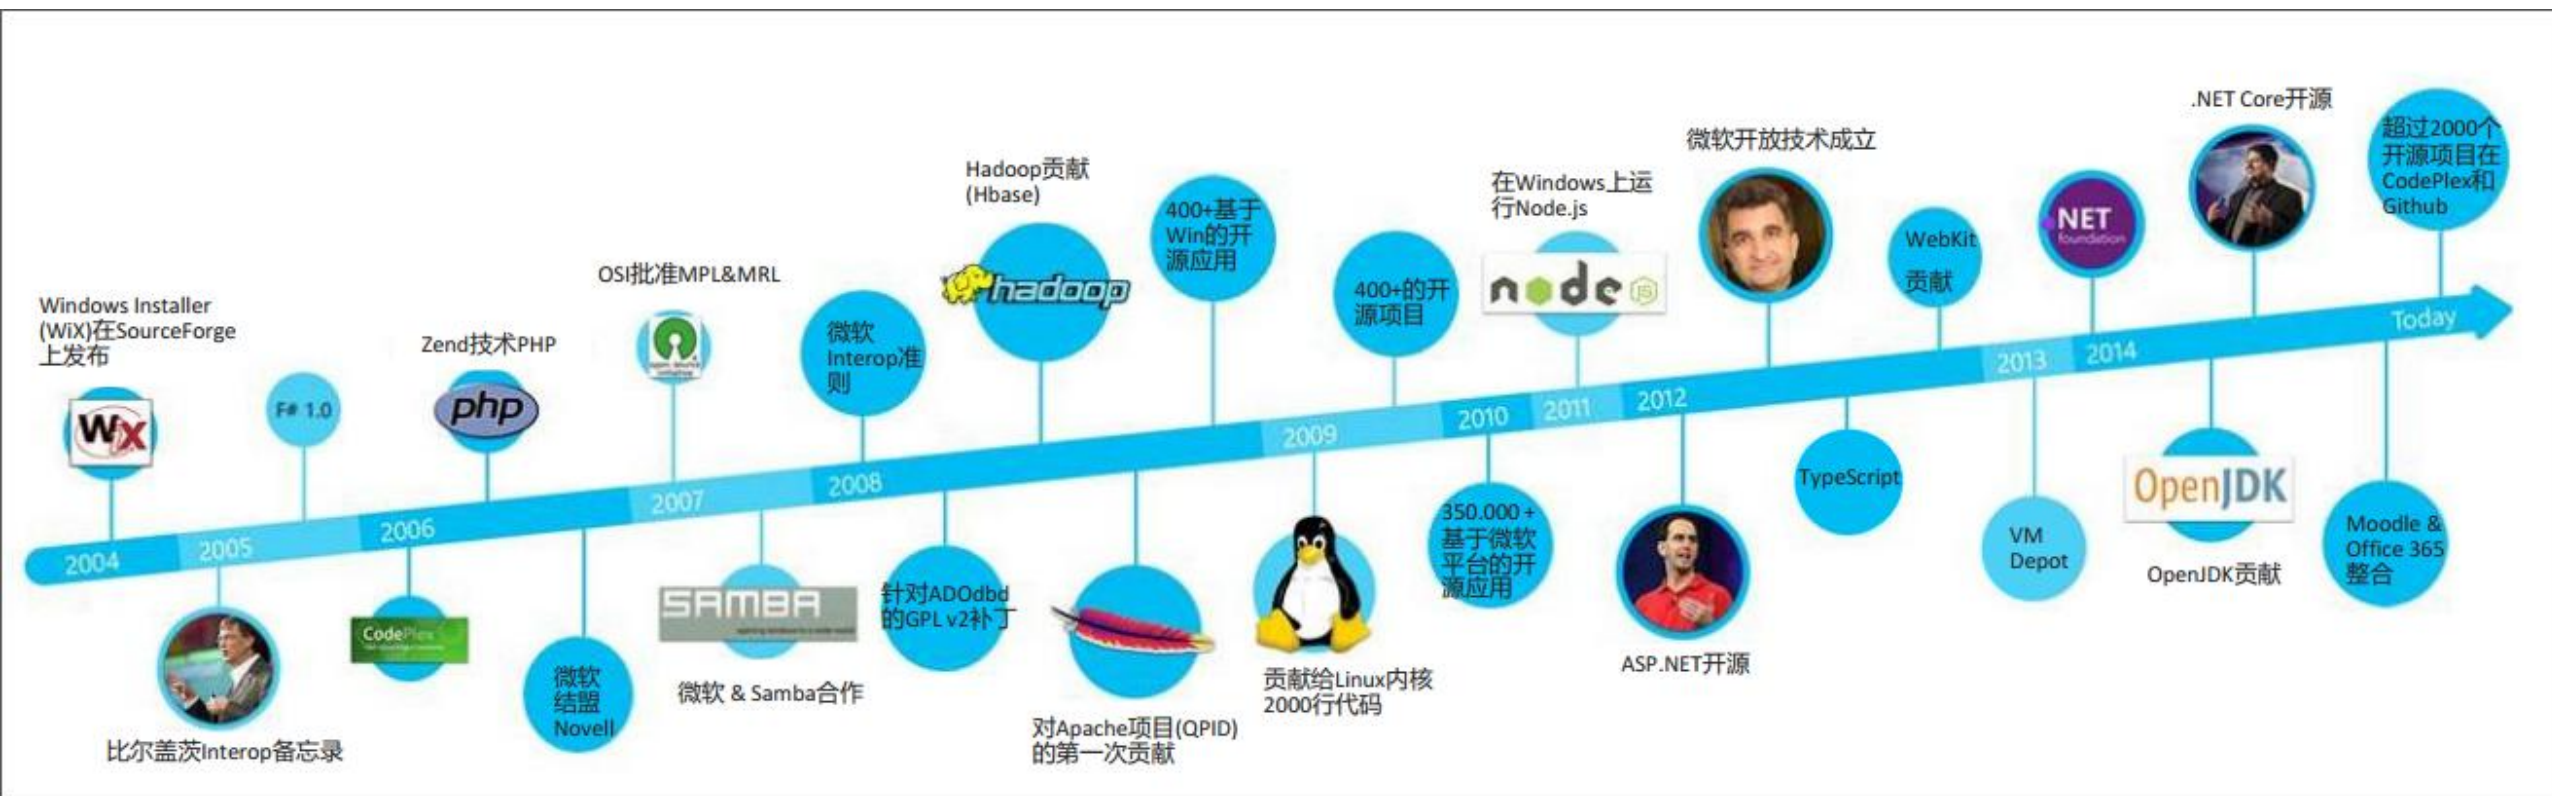 Windows Installer
(WiX)在SourceForge
上发布
WiX
F# 1.0
Zend技术PHP
php
OSI批准MPL&MRL
open source
initiative
微软
Interop准
则
Hadoop贡献
(Hbase)
hadoop
400+基于
Win的开
源应用
400+的开
源项目
在Windows上运
行Node.js
node
JS
微软开放技术成立
WebKit
贡献
NET
foundation
.NET Core开源
超过2000个
开源项目在
CodePlex和
Github
2004
2005
2006
2007
2008
2009
2010
2011
2012
2013
2014
Today
比尔盖茨Interop备忘录
CodePlex
微软
结盟
Novell
SAMBA
微软 & Samba合作
针对ADOdbd
的GPL v2补丁
对Apache项目(QPID)
的第一次贡献
贡献给Linux内核
2000行代码
350.000 +
基于微软
平台的开
源应用
ASP.NET开源
TypeScript
VM
Depot
OpenJDK
OpenJDK贡献
Moodle &
Office 365
整合